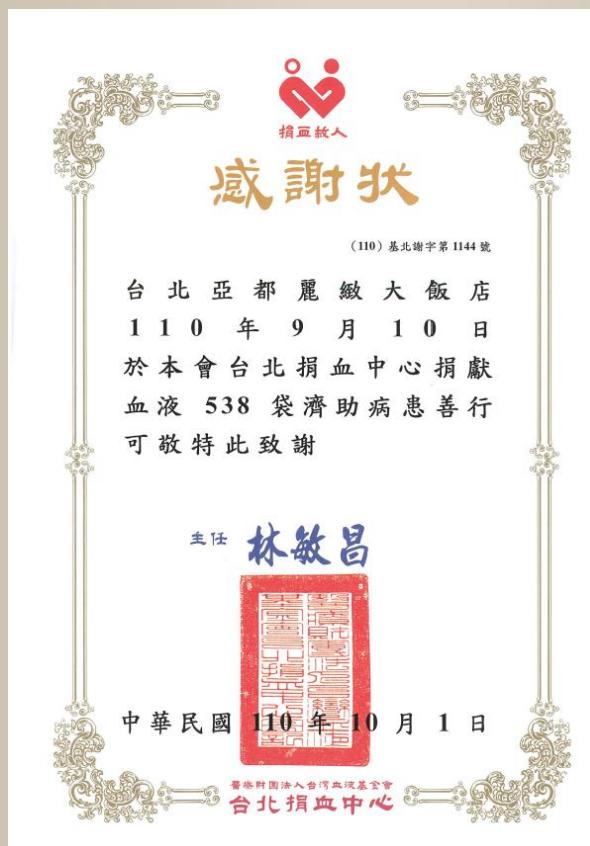 捐血救人
感謝狀
(110) 基北謝字第 1144 號
台北亞都麗緻大飯店
110 年 9 月 10 日
於本會台北捐血中心捐獻
血液 538 袋濟助病患善行
可敬特此致謝
主任 林敏昌
中華民國 110 年 10 月 1 日
醫療財團法人台灣血液基金會
台北捐血中心